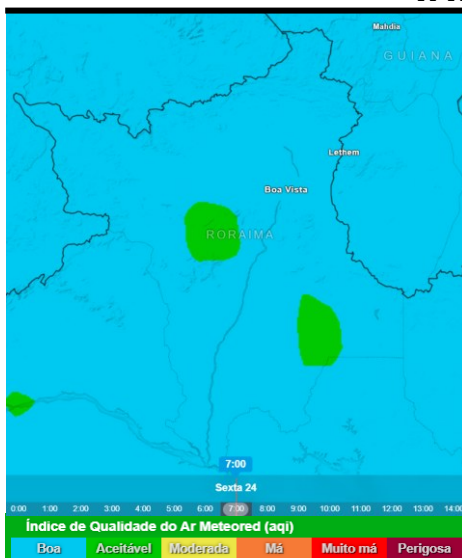 Mahdia
GUIANA
Lethem
Boa Vista
RORAIMA
7:00
Sexta 24
0:00 1:00 2:00 3:00 4:00 5:00 6:00 7:00 8:00 9:00 10:00 11:00 12:00 13:00 14:00
Índice de Qualidade do Ar Meteored (aqi)
Boa Aceitável Moderada Má Muito má Perigosa